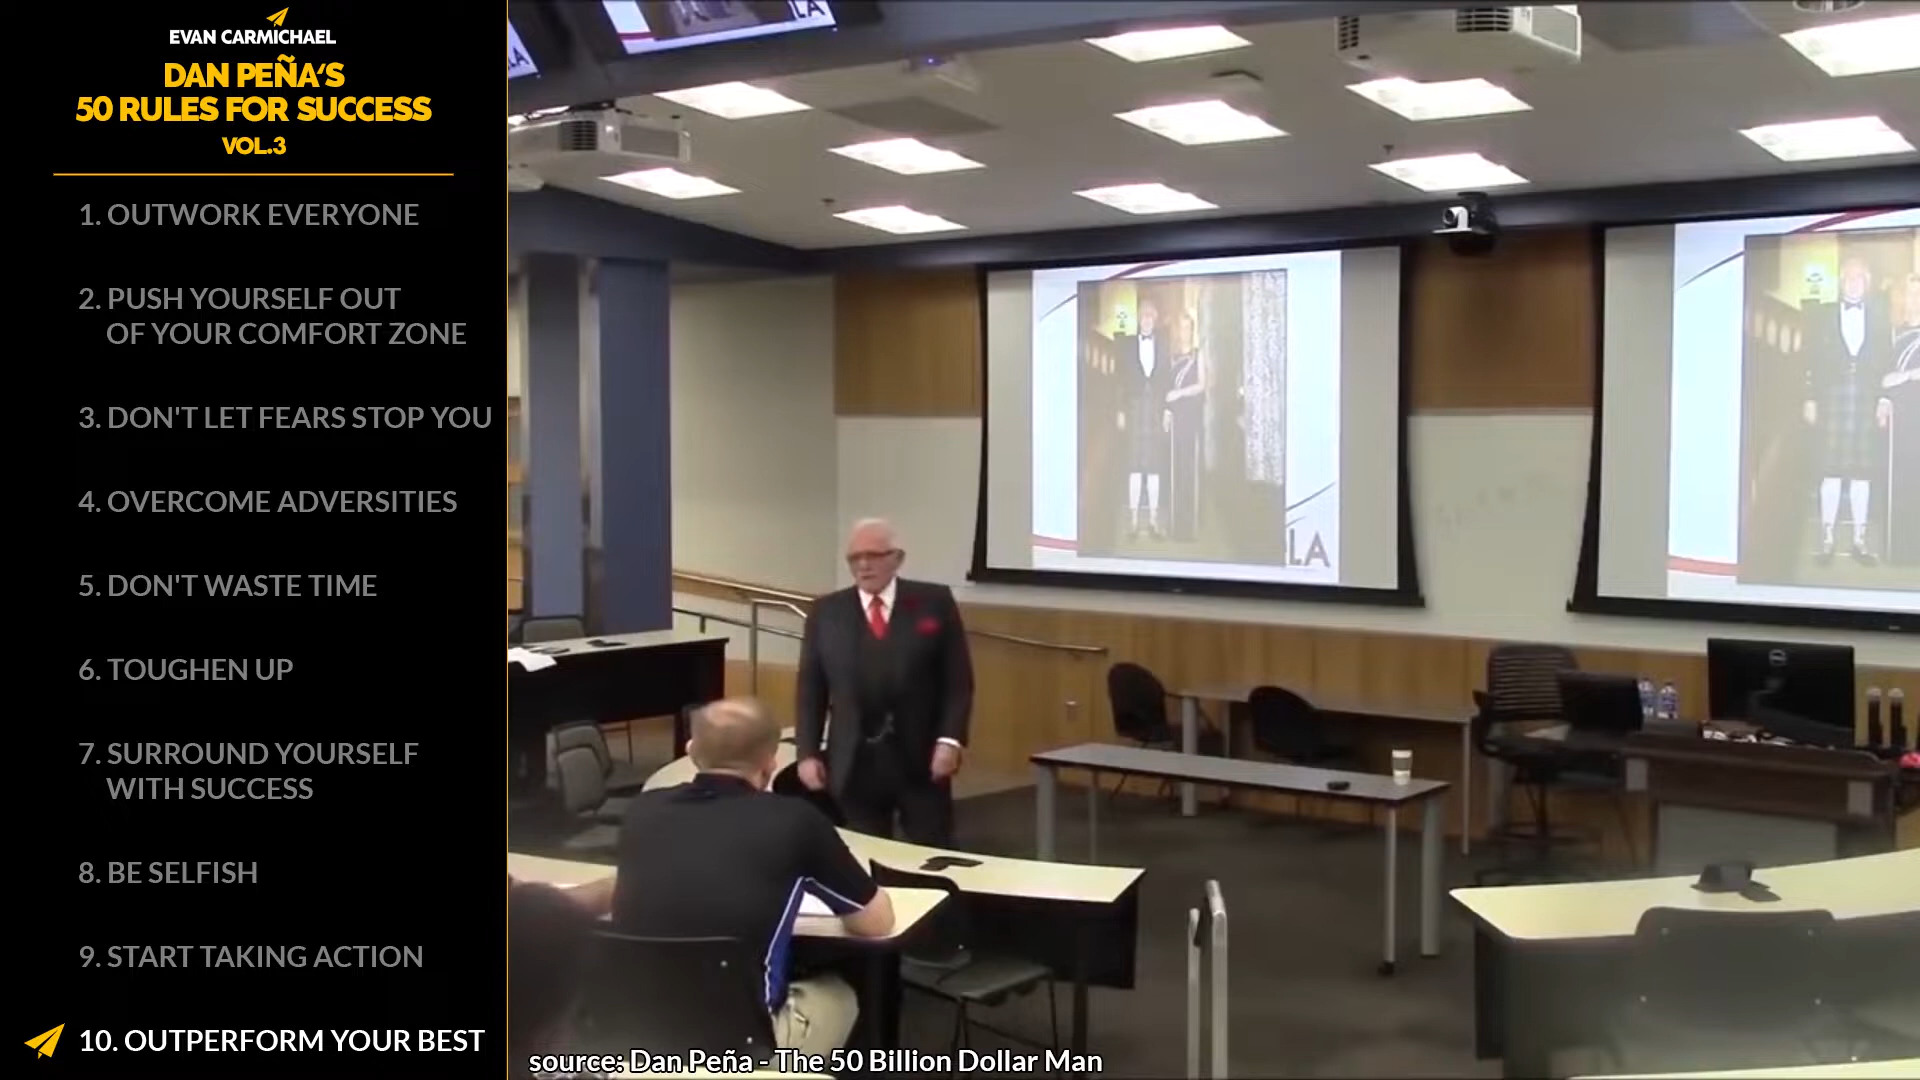 EVAN CARMICHAEL
DAN PEÑA'S
50 RULES FOR SUCCESS
VOL.3
1. OUTWORK EVERYONE
2. PUSH YOURSELF OUT
OF YOUR COMFORT ZONE
3. DON'T LET FEARS STOP YOU
4. OVERCOME ADVERSITIES
5. DON'T WASTE TIME
6. TOUGHEN UP
7. SURROUND YOURSELF
WITH SUCCESS
8. BE SELFISH
9. START TAKING ACTION
10. OUTPERFORM YOUR BEST
LA
LA
LA
DELL
source: Dan Peña - The 50 Billion Dollar Man